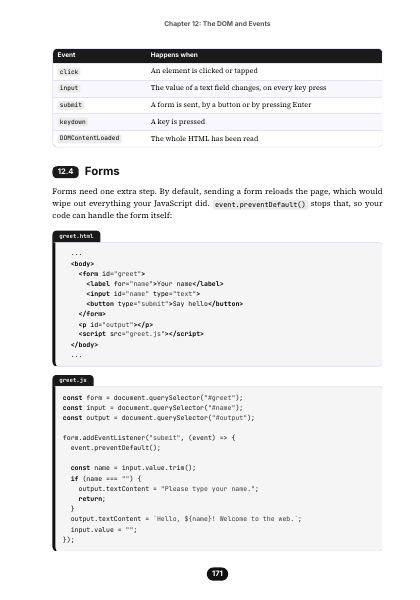 Chapter 12: The DOM and Events
Event Happens when
click An element is clicked or tapped
input The value of a text field changes, on every key press
submit A form is sent, by a button or by pressing Enter
keydown A key is pressed
DOMContentLoaded The whole HTML has been read
12.4 Forms
Forms need one extra step. By default, sending a form reloads the page, which would
wipe out everything your JavaScript did. event.preventDefault() stops that, so your
code can handle the form itself:
greet.html
...
<body>
<form id="greet">
<label for="name">Your name</label>
<input id="name" type="text">
<button type="submit">Say hello</button>
</form>
<p id="output"></p>
<script src="greet.js"></script>
</body>
...
greet.js
const form = document.querySelector("#greet");
const input = document.querySelector("#name");
const output = document.querySelector("#output");
form.addEventListener("submit", (event) => {
event.preventDefault();
const name = input.value.trim();
if (name === "") {
output.textContent = "Please type your name.";
return;
}
output.textContent = `Hello, ${name}! Welcome to the web.`;
input.value = "";
});
171